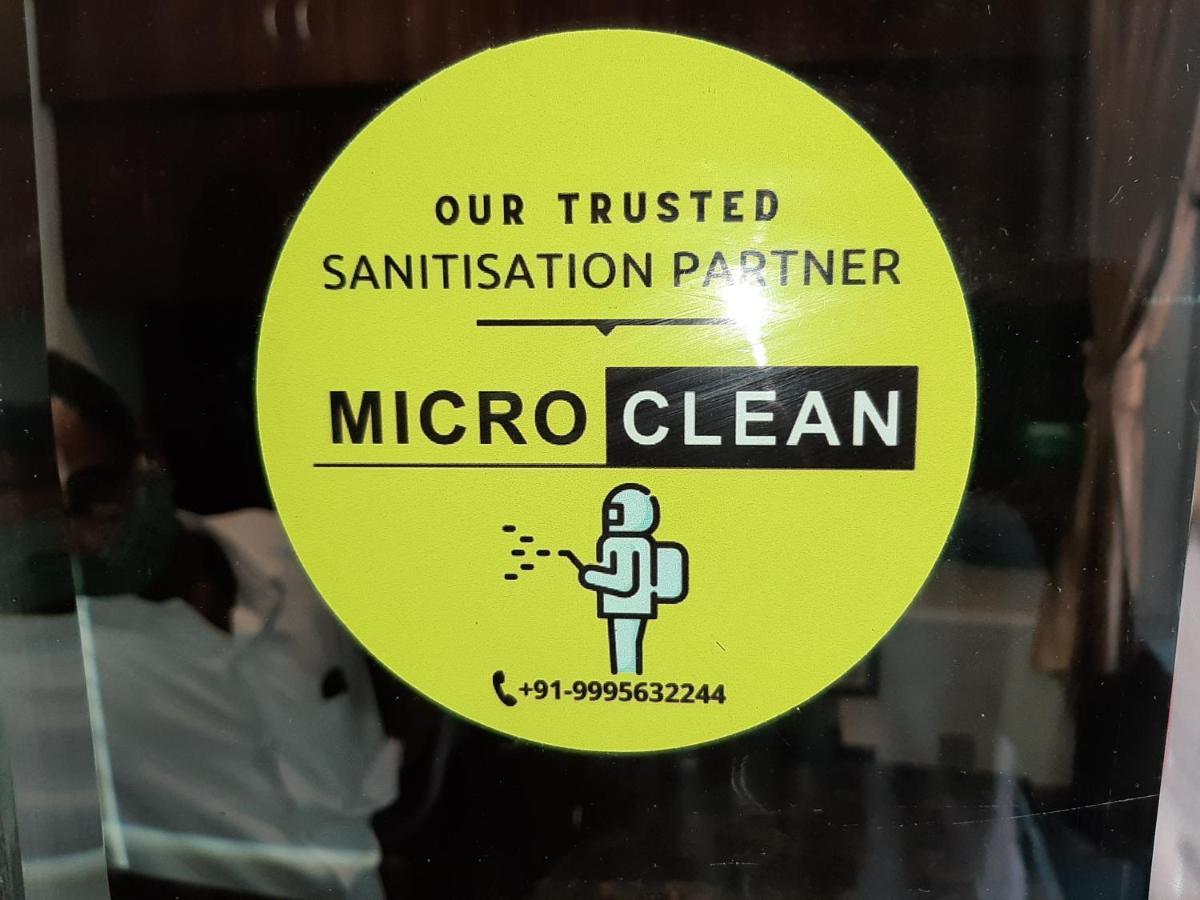 OUR TRUSTED
SANITISATION PARTNER
MICRO CLEAN
+91-9995632244